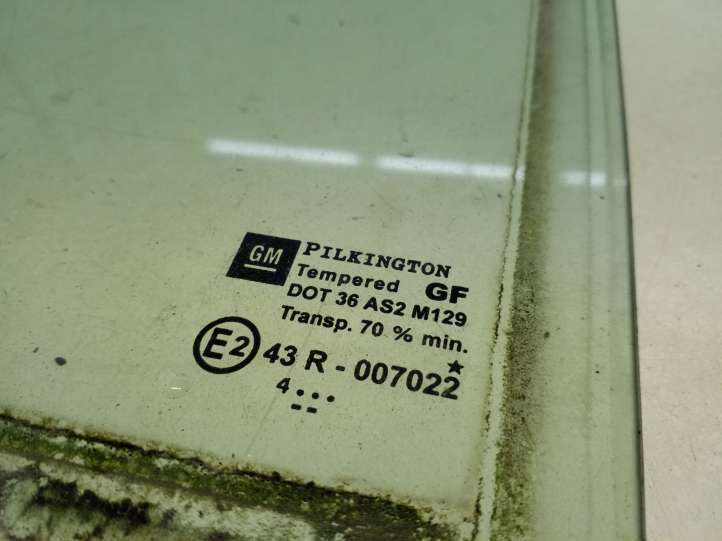 GM PILKINGTON
Tempered GF
DOT 36 AS2 M129
Transp. 70 % min.
E2 43 R - 007022
4 ...
--